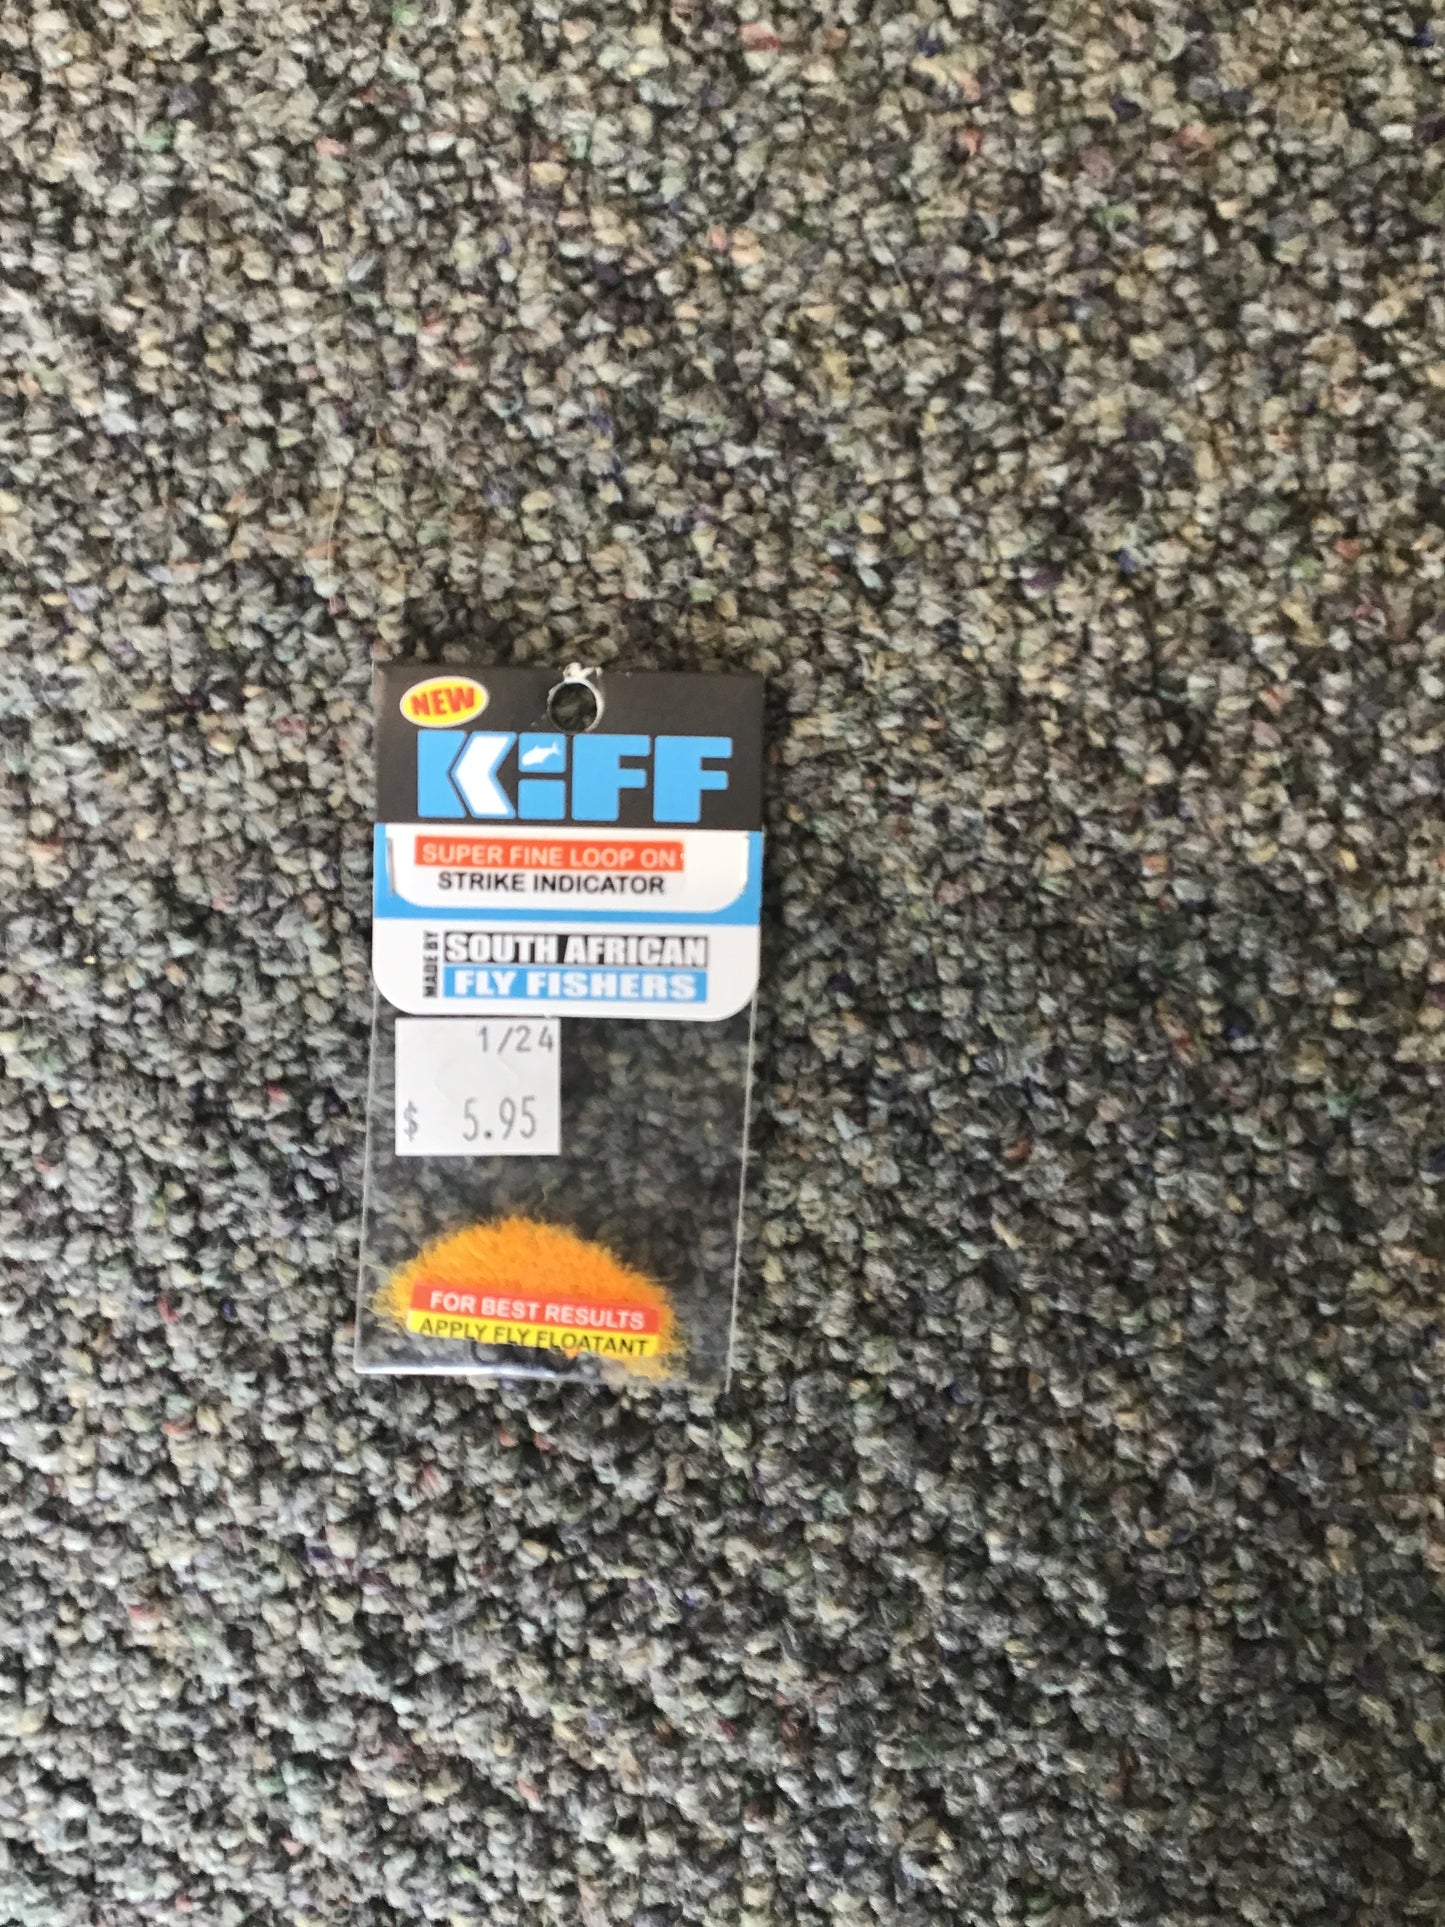 NEW
KiFF
SUPER FINE LOOP ON
STRIKE INDICATOR
MADE BY
SOUTH AFRICAN
FLY FISHERS
1/24
$ 5.95
FOR BEST RESULTS
APPLY FLY FLOATANT